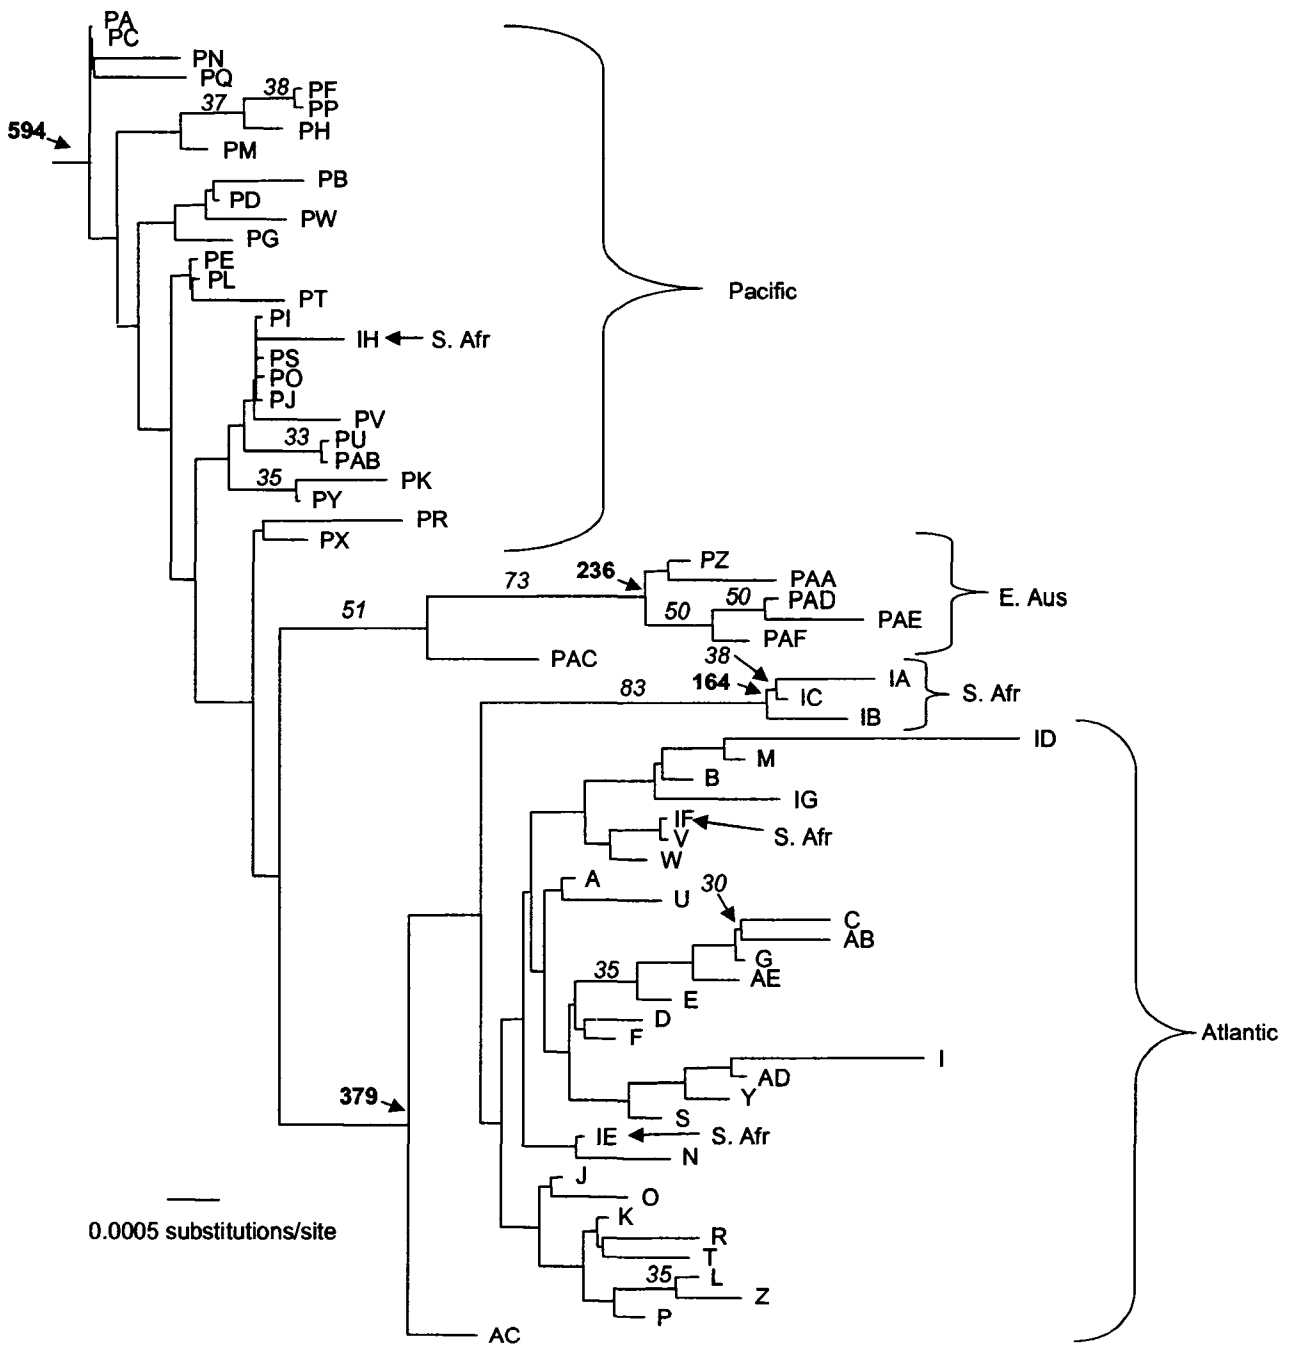 PA
PC
PN
PQ
38 PF
37 PP
594 PH
PM
PB
PD
PW
PG
PE
PL
Pacific
PT
PI
IH S. Afr
PS
PO
PJ
PV
33 PU
PAB
35 PK
PY
PR
PX
PZ
236
73 PAA
50 PAD
E. Aus
51 50 PAE
PAF
38 PAC
164 IA
83 IC S. Afr
IB
ID
M
B
IG
IF
V S. Afr
W
A
30
U
C
AB
G
35 AE
E
D
F
Atlantic
I
AD
379 Y
S
IE S. Afr
N
J
O
K
0.0005 substitutions/site
R
T
35 L
Z
P
AC